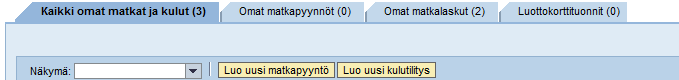 Kaikki omat matkat ja kulut (3) Omat matkapyynnöt (0) Omat matkalaskut (2) Luottokorttituonnit (0)
Näkymä: Luo uusi matkapyyntö Luo uusi kulutilitys